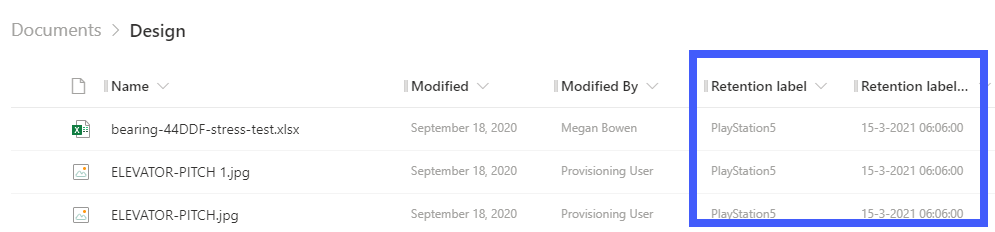 Documents > Design
Name Modified Modified By Retention label Retention label...
bearing-44DDF-stress-test.xlsx September 18, 2020 Megan Bowen PlayStation5 15-3-2021 06:06:00
ELEVATOR-PITCH 1.jpg September 18, 2020 Provisioning User PlayStation5 15-3-2021 06:06:00
ELEVATOR-PITCH.jpg September 18, 2020 Provisioning User PlayStation5 15-3-2021 06:06:00